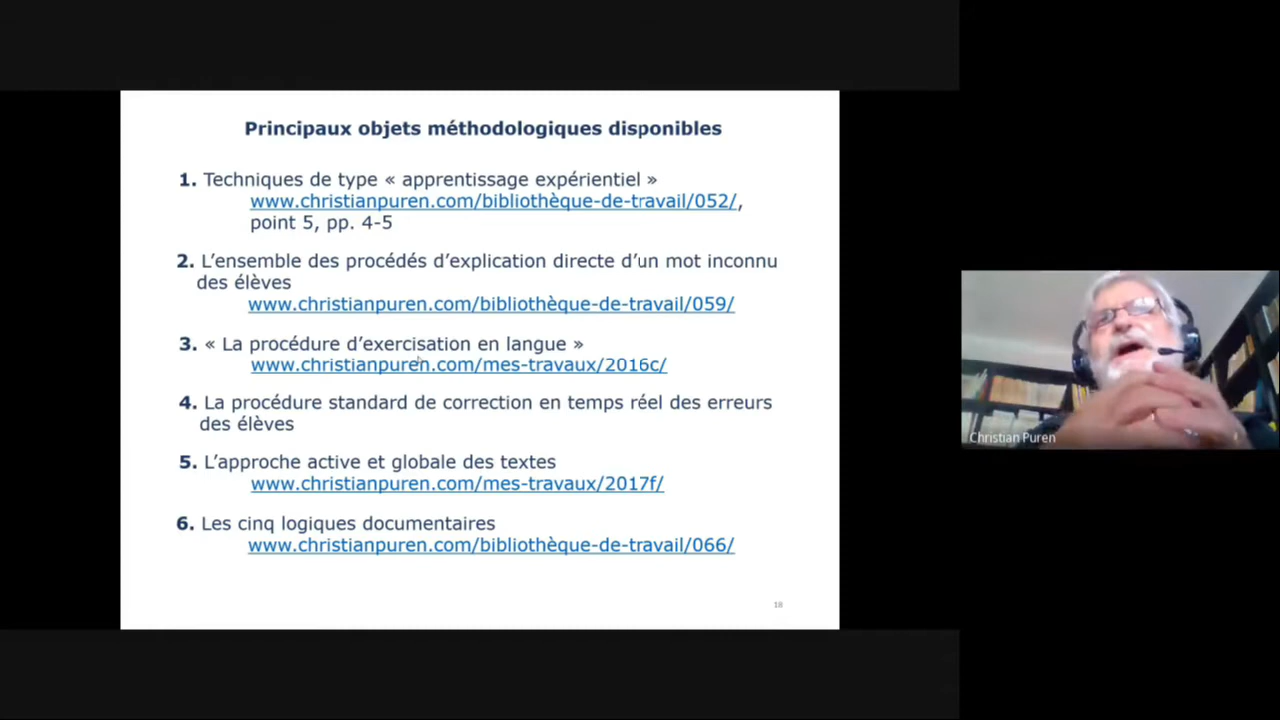 Principaux objets méthodologiques disponibles
1. Techniques de type « apprentissage expérientiel »
www.christianpuren.com/bibliothèque-de-travail/052/,
point 5, pp. 4-5
2. L’ensemble des procédés d’explication directe d’un mot inconnu
des élèves
www.christianpuren.com/bibliothèque-de-travail/059/
3. « La procédure d’exercisation en langue »
www.christianpuren.com/mes-travaux/2016c/
4. La procédure standard de correction en temps réel des erreurs
des élèves
5. L’approche active et globale des textes
www.christianpuren.com/mes-travaux/2017f/
6. Les cinq logiques documentaires
www.christianpuren.com/bibliothèque-de-travail/066/
18
Christian Puren